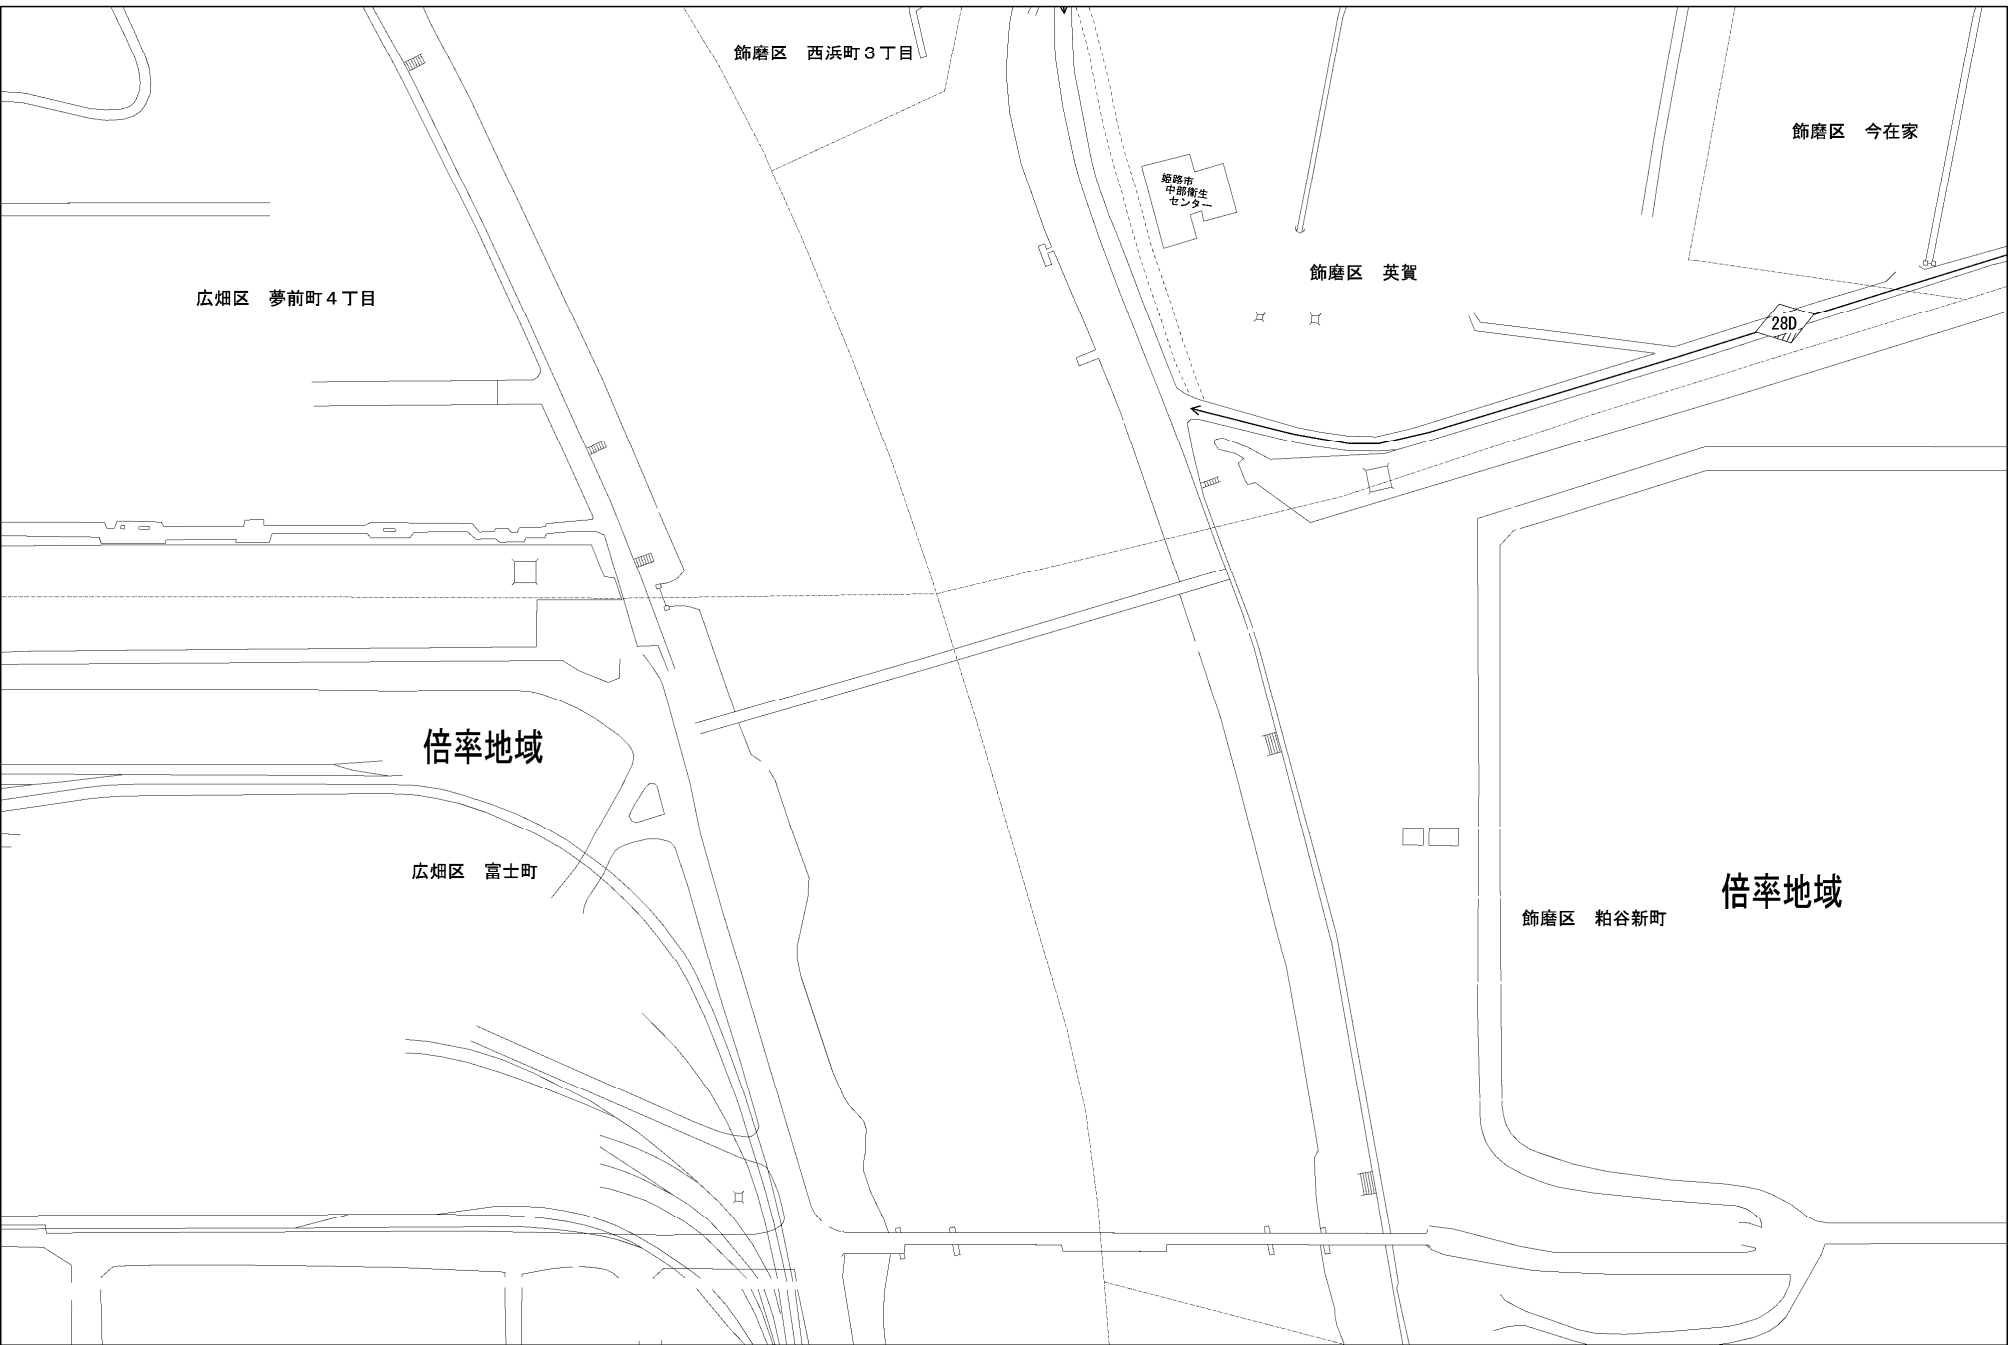 飾磨区　西浜町３丁目
飾磨区　今在家
姫路市
中部衛生
センター
飾磨区　英賀
広畑区　夢前町４丁目
28D
倍率地域
広畑区　富士町
倍率地域
飾磨区　粕谷新町